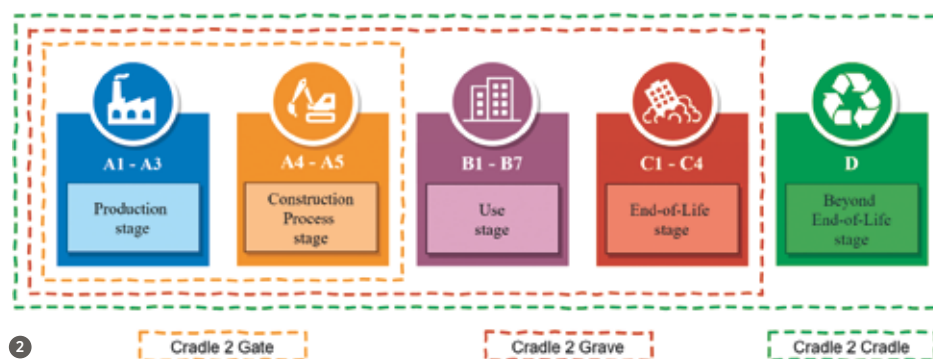 A1 - A3
Production
stage
A4 - A5
Construction
Process
stage
B1 - B7
Use
stage
C1 - C4
End-of-Life
stage
D
Beyond
End-of-Life
stage
2
Cradle 2 Gate
Cradle 2 Grave
Cradle 2 Cradle